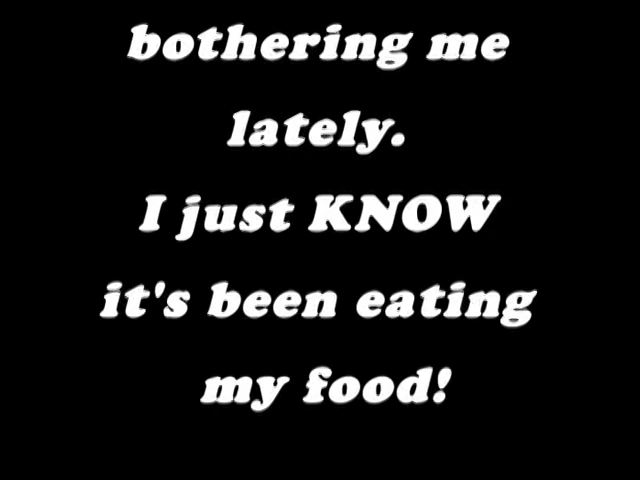 bothering me
lately.
I just KNOW
it's been eating
my food!